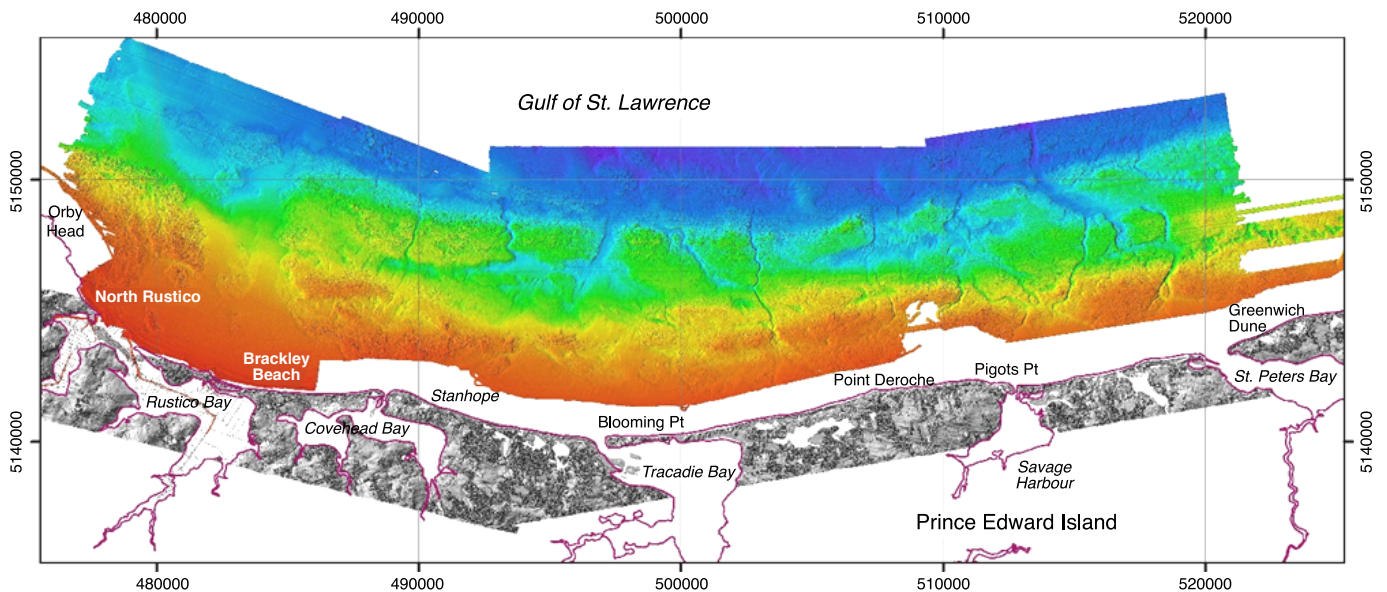 480000
490000
500000
510000
520000
Gulf of St. Lawrence
5150000
5150000
Orby
Head
North Rustico
Greenwich
Dune
Brackley
Beach
Pigots Pt
Point Deroche
St. Peters Bay
Stanhope
Rustico Bay
Blooming Pt
Covehead Bay
5140000
5140000
Tracadie Bay
Savage
Harbour
Prince Edward Island
480000
490000
500000
510000
520000